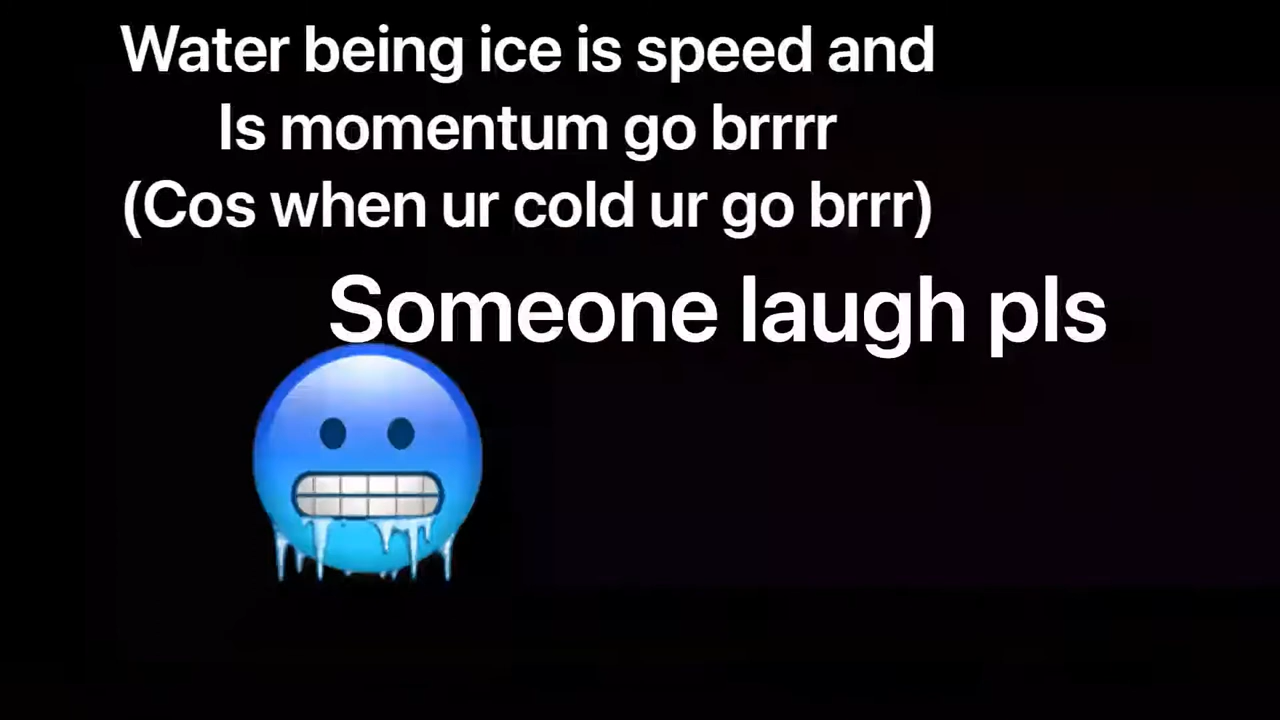 Water being ice is speed and
Is momentum go brrrr
(Cos when ur cold ur go brrr)
Someone laugh pls